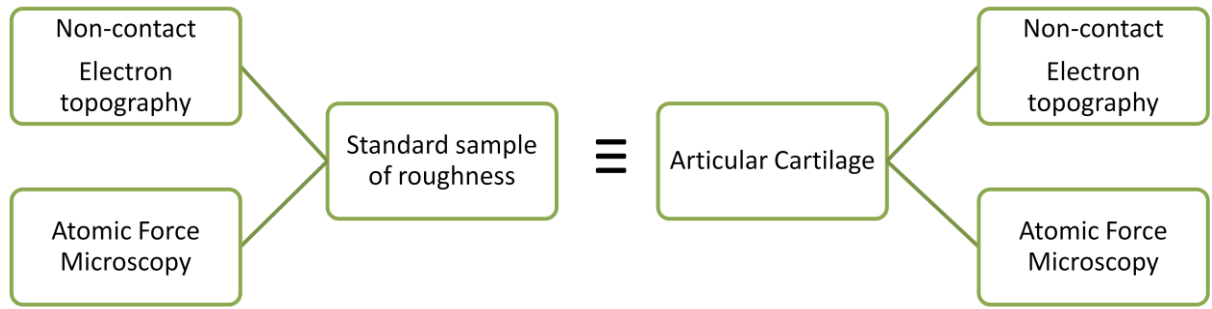 Non-contact
Electron
topography
Atomic Force
Microscopy
Standard sample
of roughness
≡
Articular Cartilage
Non-contact
Electron
topography
Atomic Force
Microscopy